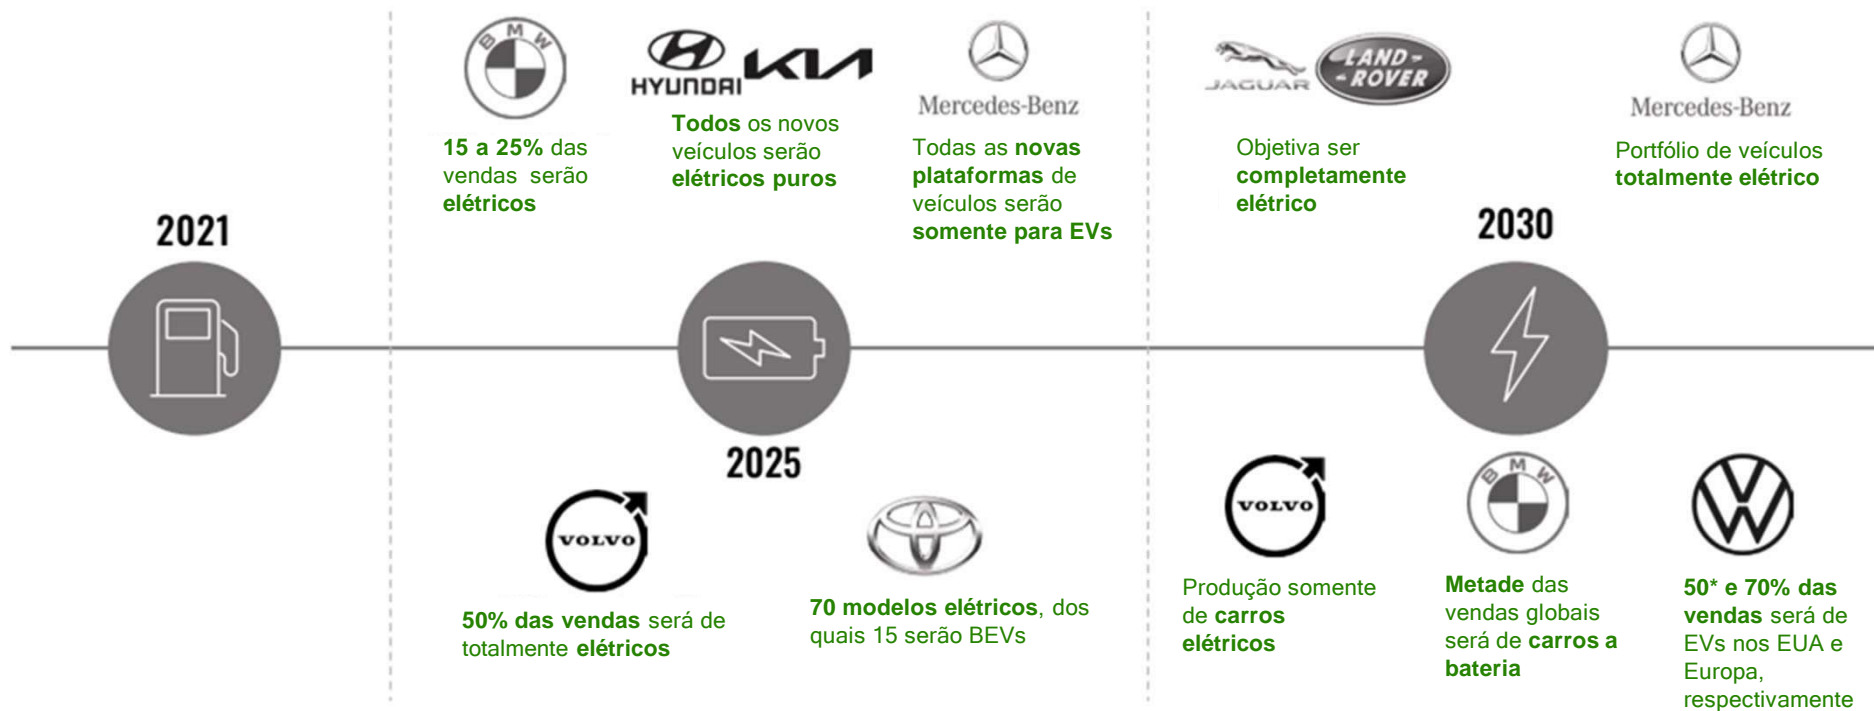 2021
BMW
15 a 25% das
vendas serão
elétricos
HYUNDAI KIA
Todos os novos
veículos serão
elétricos puros
Mercedes-Benz
Todas as novas
plataformas de
veículos serão
somente para EVs
2025
VOLVO
50% das vendas será de
totalmente elétricos
70 modelos elétricos, dos
quais 15 serão BEVs
JAGUAR
LAND-
-ROVER
Objetiva ser
completamente
elétrico
Mercedes-Benz
Portfólio de veículos
totalmente elétrico
2030
VOLVO
Produção somente
de carros
elétricos
BMW
Metade das
vendas globais
será de carros a
bateria
50* e 70% das
vendas será de
EVs nos EUA e
Europa,
respectivamente